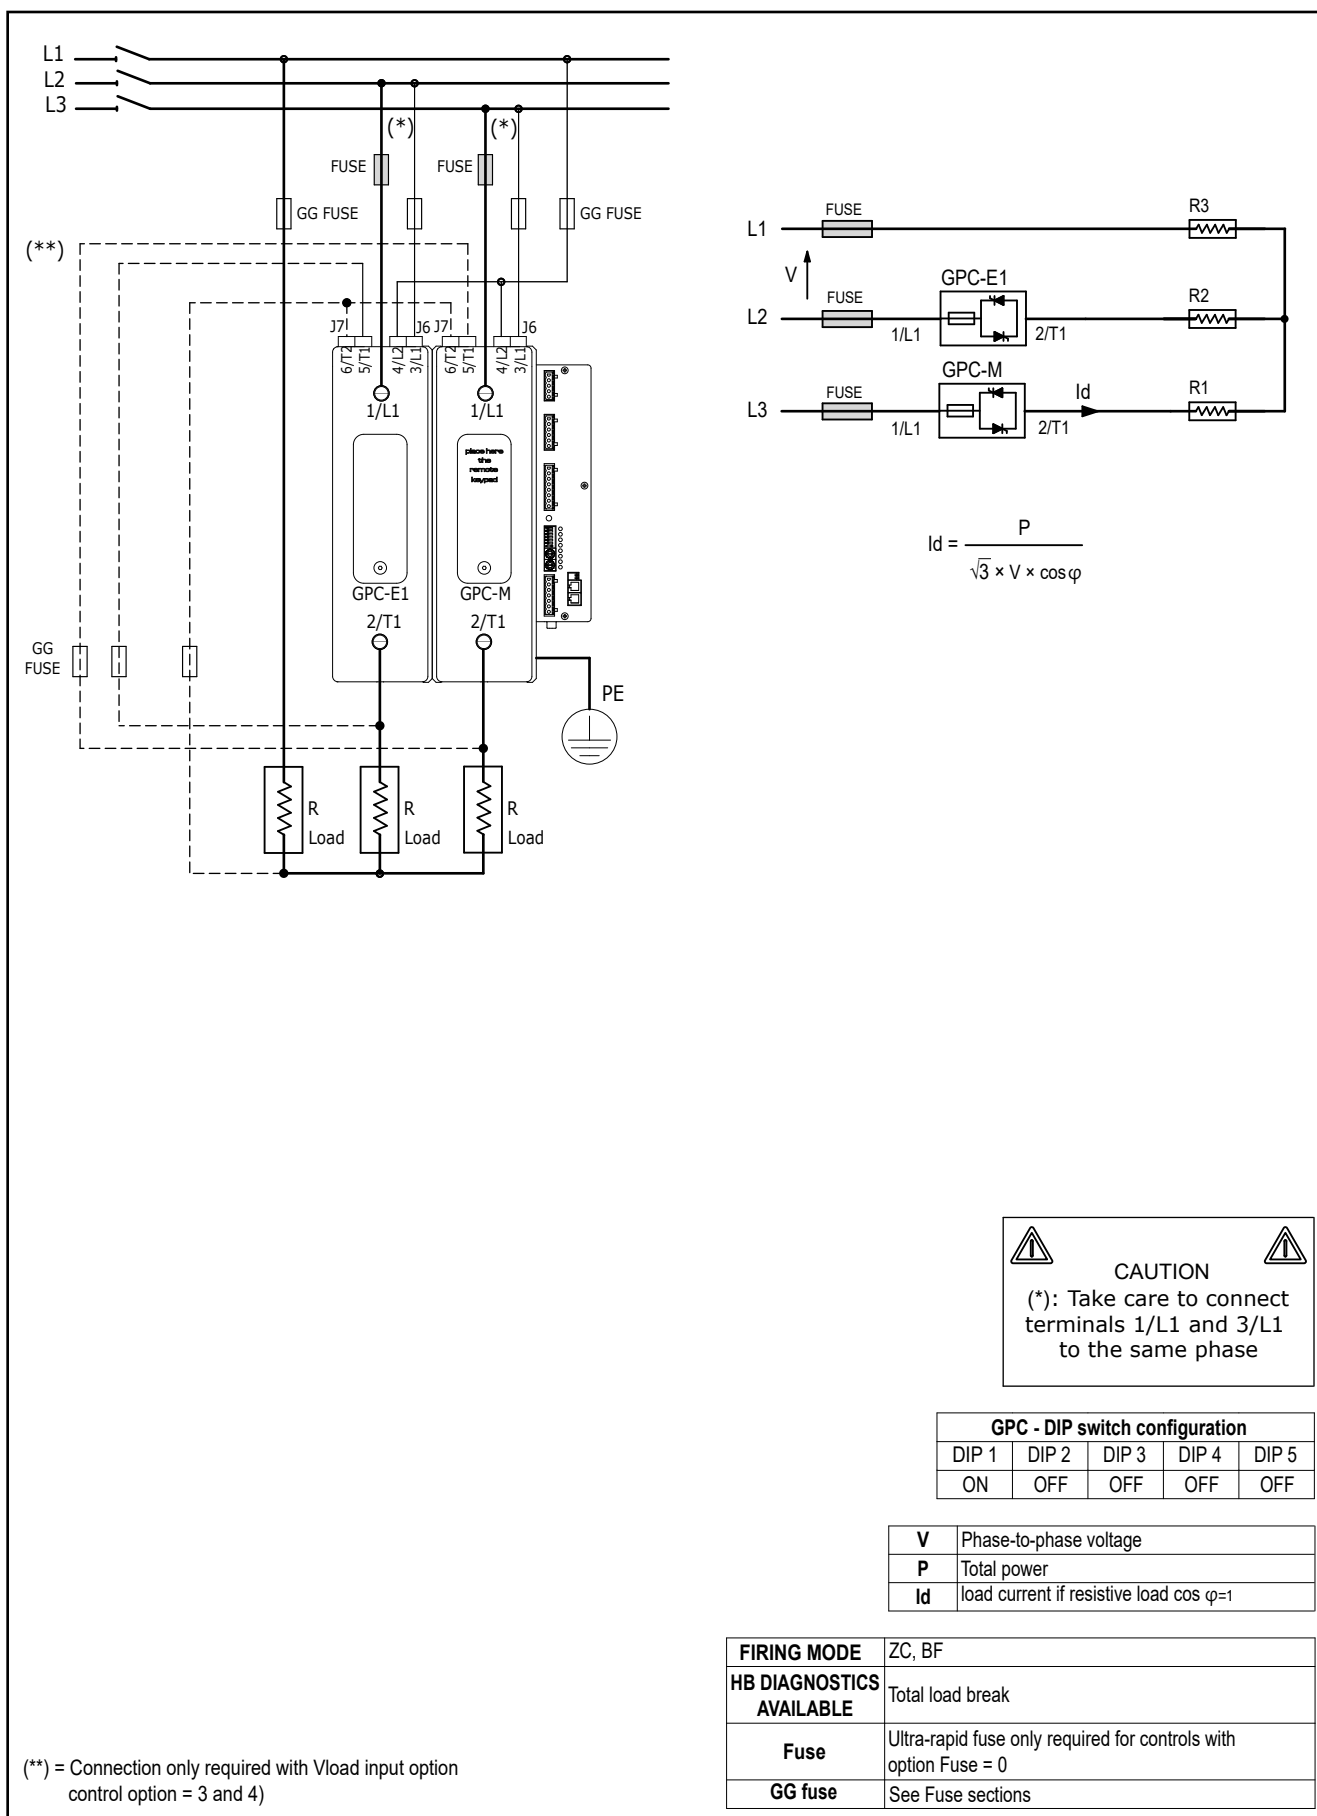 L1
L2
L3
(*)
(*)
FUSE
FUSE
GG FUSE
GG FUSE
(**)
J7
J6
J7
J6
6/T2
5/T1
4/L2
3/L1
6/T2
5/T1
4/L2
3/L1
1/L1
1/L1
place here
the
remote
keypad
GPC-E1
GPC-M
2/T1
2/T1
GG
FUSE
PE
R
Load
R
Load
R
Load
L1
FUSE
R3
V
GPC-E1
L2
FUSE
1/L1
2/T1
R2
GPC-M
L3
FUSE
1/L1
2/T1
Id
R1
Id = P
√3 × V × cosφ
CAUTION
(*): Take care to connect
terminals 1/L1 and 3/L1
to the same phase
GPC - DIP switch configuration
DIP 1 DIP 2 DIP 3 DIP 4 DIP 5
ON OFF OFF OFF OFF
V Phase-to-phase voltage
P Total power
Id load current if resistive load cos φ=1
FIRING MODE ZC, BF
HB DIAGNOSTICS
AVAILABLE Total load break
Fuse Ultra-rapid fuse only required for controls with
option Fuse = 0
GG fuse See Fuse sections
(**) = Connection only required with Vload input option
control option = 3 and 4)